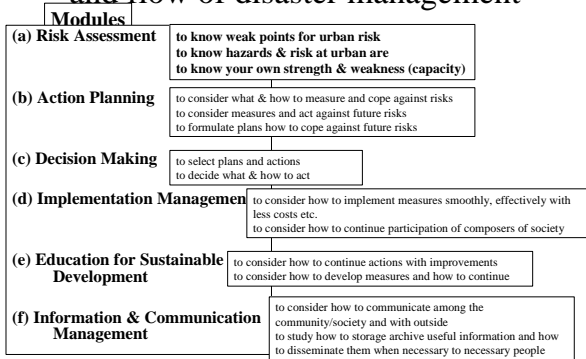 and flow of disaster management
Modules
(a) Risk Assessment
to know weak points for urban risk
to know hazards & risk at urban are
to know your own strength & weakness (capacity)
(b) Action Planning
to consider what & how to measure and cope against risks
to consider measures and act against future risks
to formulate plans how to cope against future risks
(c) Decision Making
to select plans and actions
to decide what & how to act
(d) Implementation Managemen
to consider how to implement measures smoothly, effectively with
less costs etc.
to consider how to continue participation of composers of society
(e) Education for Sustainable
Development
to consider how to continue actions with improvements
to consider how to develop measures and how to continue
(f) Information & Communication
Management
to consider how to communicate among the
community/society and with outside
to study how to storage archive useful information and how
to disseminate them when necessary to necessary people